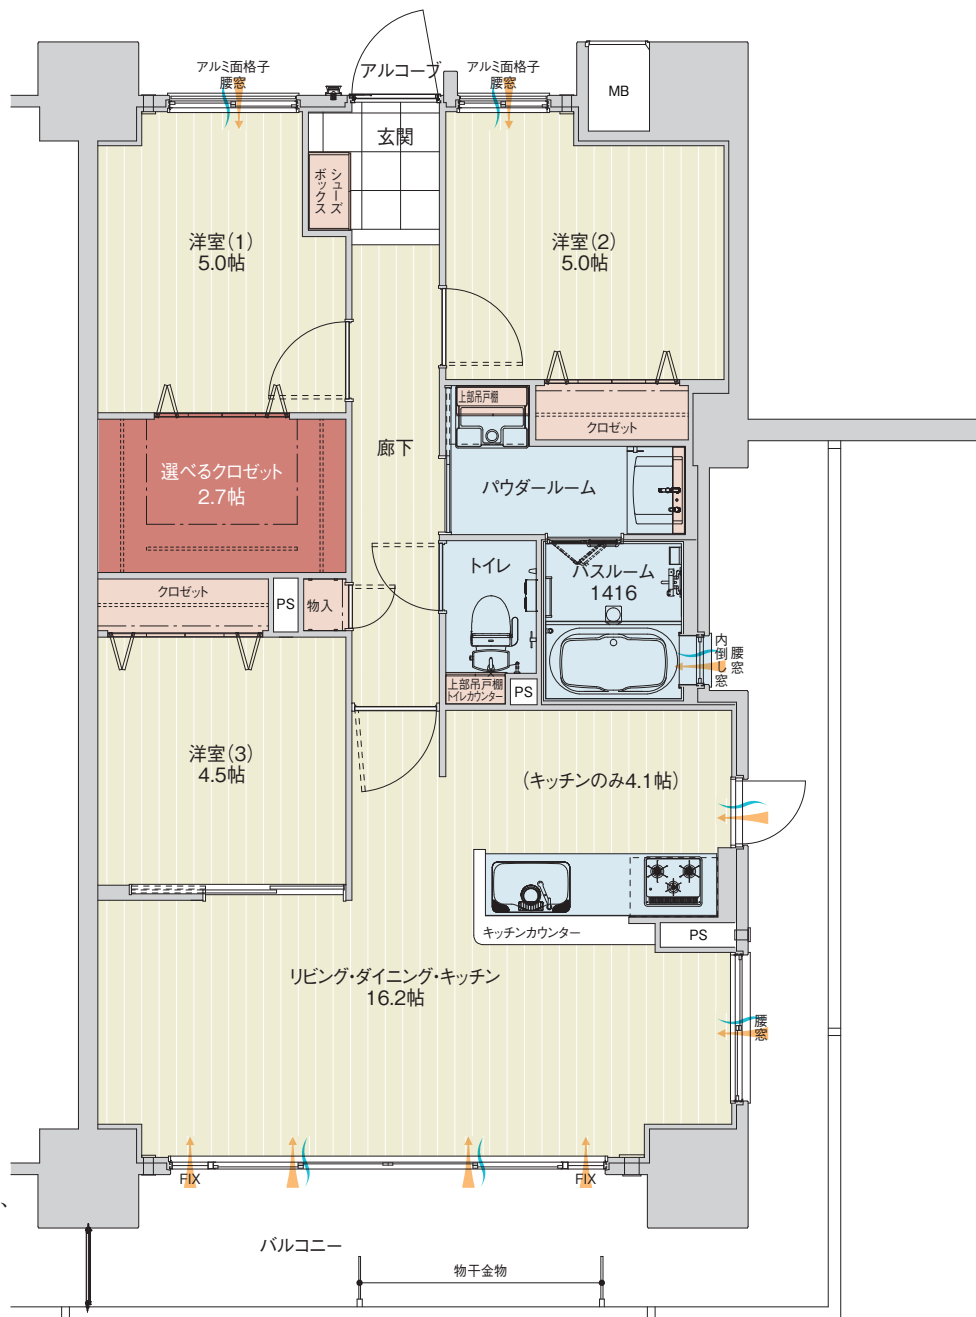 アルミ面格子
腰窓
アルコーブ
アルミ面格子
腰窓
MB
玄関
シューズ
ボックス
洋室(1)
5.0帖
洋室(2)
5.0帖
上部吊戸棚
クロゼット
廊下
選べるクロゼット
2.7帖
パウダールーム
トイレ
バスルーム
1416
クロゼット
PS
物入
内倒し窓
腰窓
上部吊戸棚
トイレカウンター
PS
洋室(3)
4.5帖
(キッチンのみ4.1帖)
キッチンカウンター
PS
リビング・ダイニング・キッチン
16.2帖
腰窓
FIX
FIX
、
バルコニー
物干金物